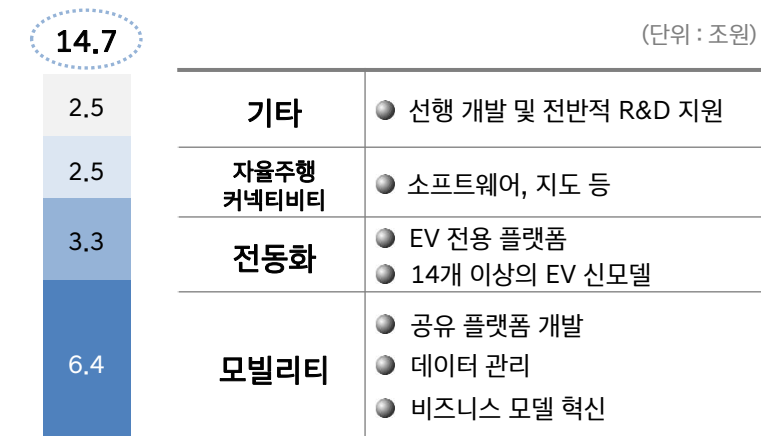 14.7
(단위 : 조원)
2.5
기타
선행 개발 및 전반적 R&D 지원
2.5
자율주행
커넥티비티
소프트웨어, 지도 등
3.3
전동화
EV 전용 플랫폼
14개 이상의 EV 신모델
6.4
모빌리티
공유 플랫폼 개발
데이터 관리
비즈니스 모델 혁신